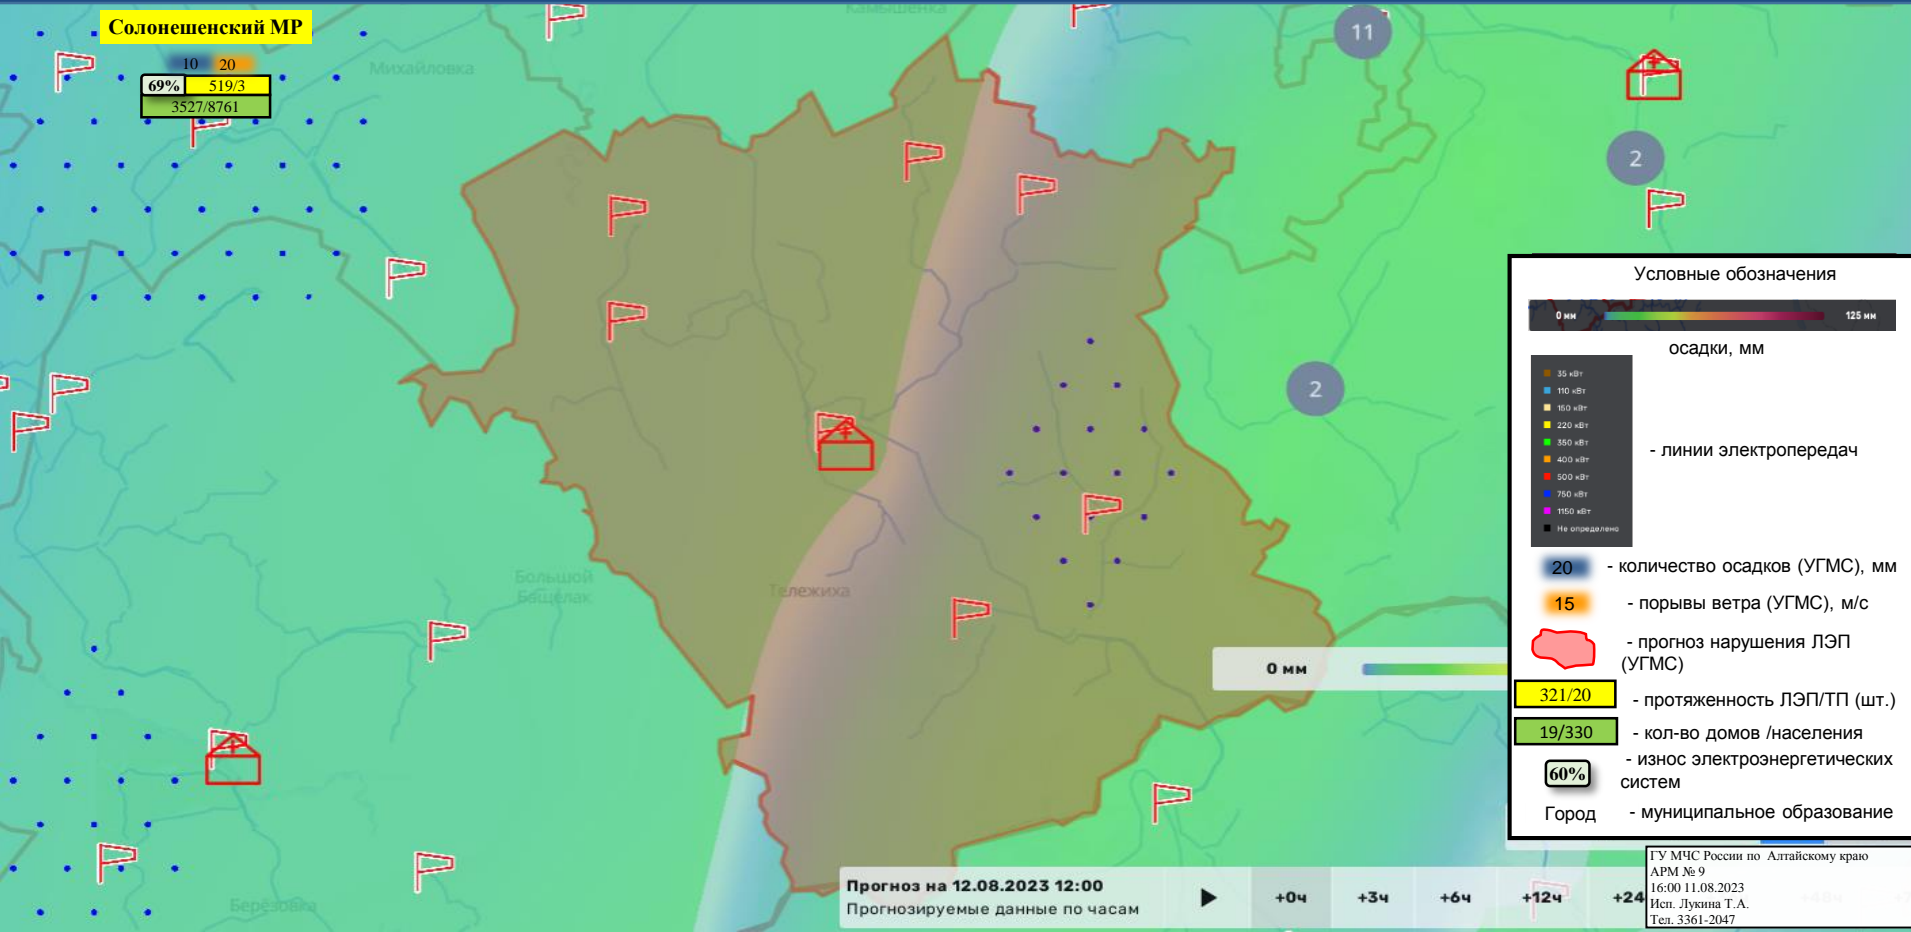 Камышенка
Солонешенский МР
11
10 20
Михайловка
69% 519/3
3527/8761
2
Условные обозначения
0 мм 125 мм
осадки, мм
35 кВт
110 кВт
150 кВт
220 кВт
350 кВт
400 кВт
500 кВт
750 кВт
1150 кВт
Не определено
- линии электропередач
2
20 - количество осадков (УГМС), мм
15 - порывы ветра (УГМС), м/с
- прогноз нарушения ЛЭП
(УГМС)
321/20 - протяженность ЛЭП/ТП (шт.)
19/330 - кол-во домов /населения
60% - износ электроэнергетических
систем
Город - муниципальное образование
Большой
Бащелак
Тележиха
0 мм
Берёзовка
Прогноз на 12.08.2023 12:00
Прогнозируемые данные по часам
+0ч +3ч +6ч +12ч +24
ГУ МЧС России по Алтайскому краю
АРМ № 9
16:00 11.08.2023
Исп. Лукина Т.А.
Тел. 3361-2047